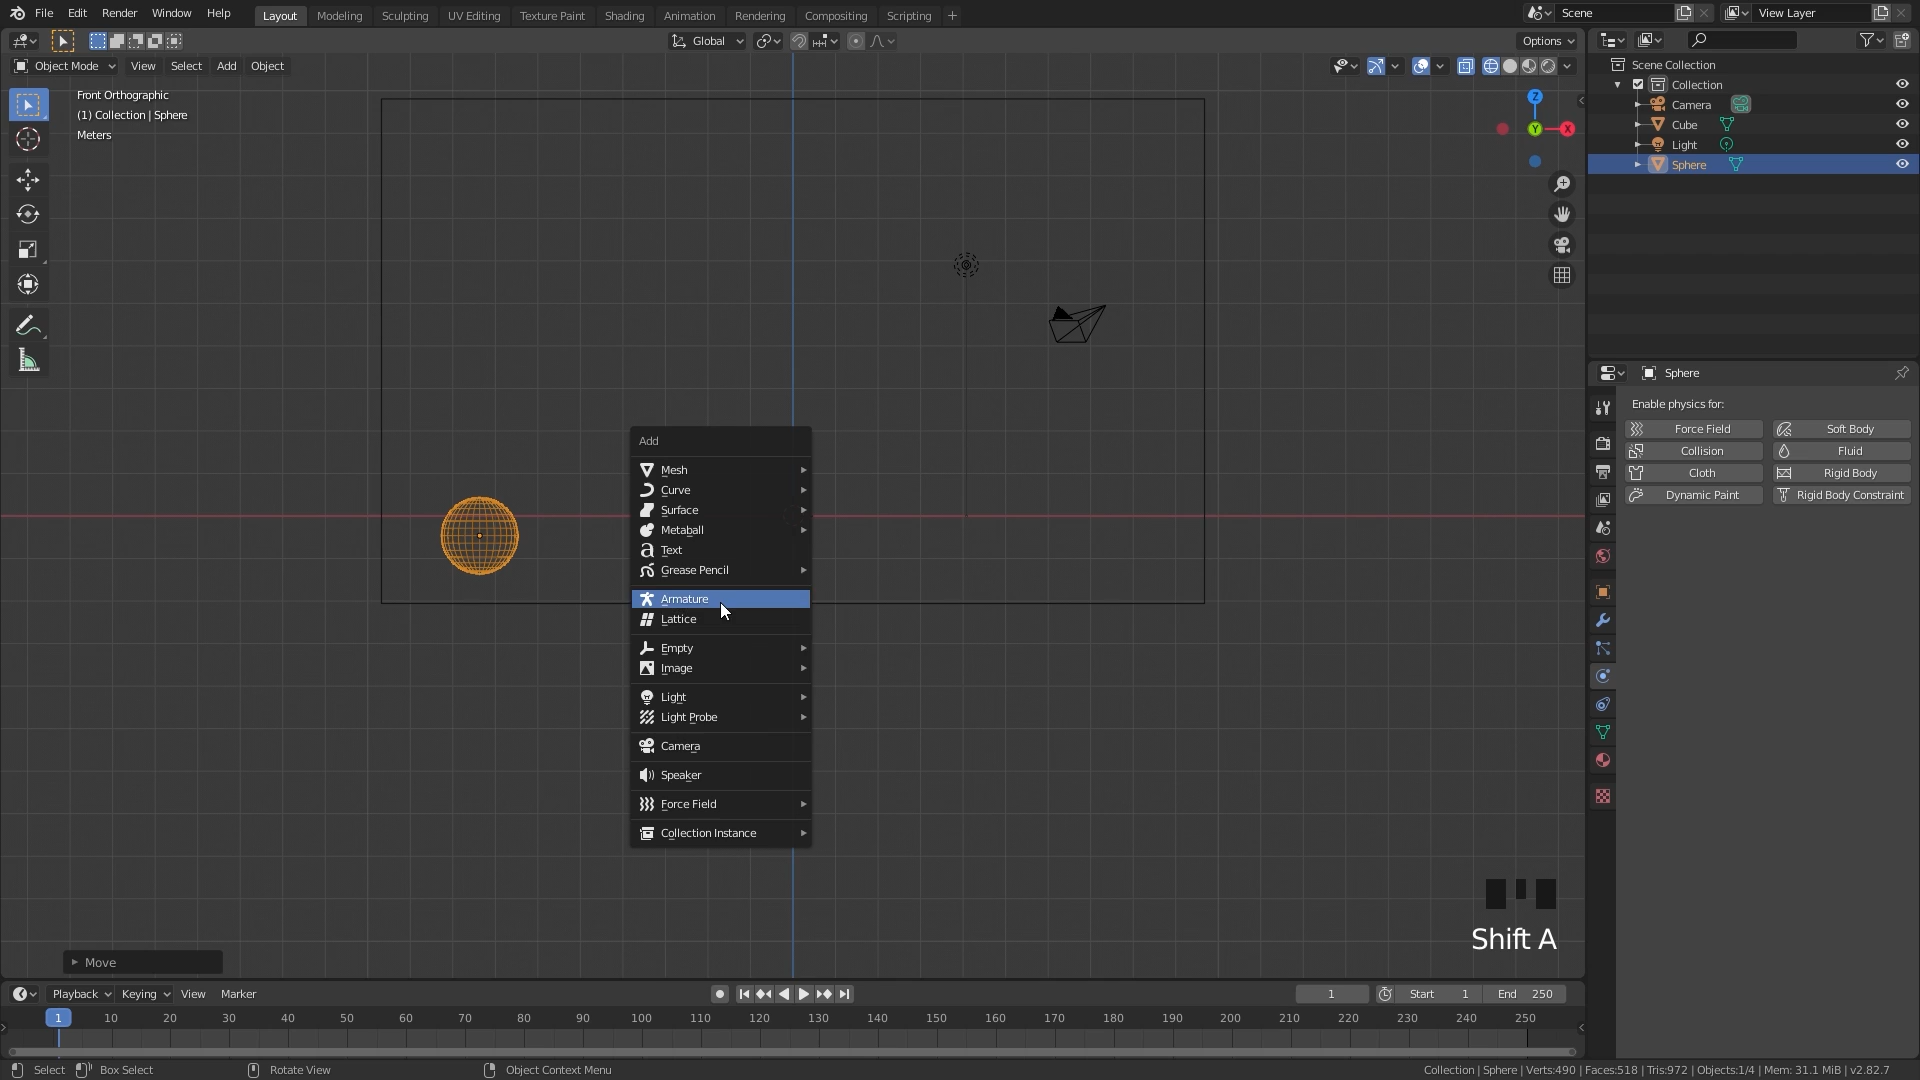 File Edit Render Window Help
Layout Modeling Sculpting UV Editing Texture Paint Shading Animation Rendering Compositing Scripting +
Scene
View Layer
Global
Options
Object Mode View Select Add Object
Front Orthographic
(1) Collection | Sphere
Meters
Z
Y
X
Scene Collection
Collection
Camera
Cube
Light
Sphere
Sphere
Enable physics for:
Force Field Soft Body
Collision Fluid
Cloth Rigid Body
Dynamic Paint Rigid Body Constraint
Add
Mesh
Curve
Surface
Metaball
Text
Grease Pencil
Armature
Lattice
Empty
Image
Light
Light Probe
Camera
Speaker
Force Field
Collection Instance
Shift A
Move
Playback Keying View Marker
1 Start 1 End 250
1 10 20 30 40 50 60 70 80 90 100 110 120 130 140 150 160 170 180 190 200 210 220 230 240 250
Select Box Select Rotate View Object Context Menu
Collection | Sphere | Verts:490 | Faces:518 | Tris:972 | Objects:1/4 | Mem: 31.1 MiB | v2.82.7